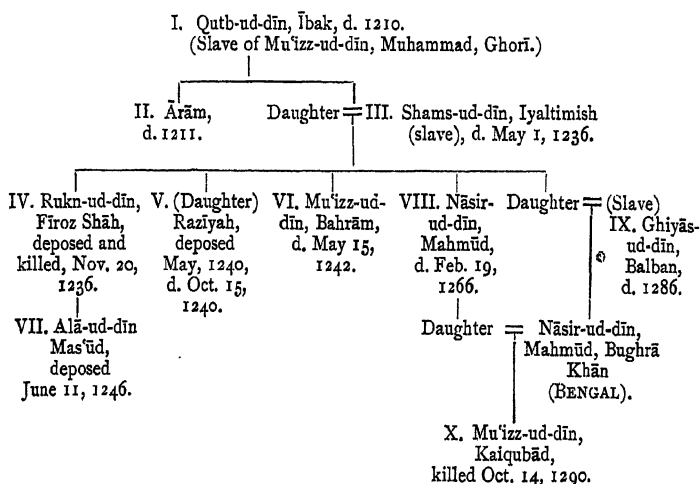 I. Qutb-ud-dīn, Ībak, d. 1210.
(Slave of Mu‘izz-ud-dīn, Muhammad, Ghorī.)
II. Ārām,
d. 1211.
Daughter = III. Shams-ud-dīn, Iyaltimish
(slave), d. May 1, 1236.
IV. Rukn-ud-dīn,
Fīroz Shāh,
deposed and
killed, Nov. 20,
1236.
V. (Daughter)
Razīyah,
deposed
May, 1240,
d. Oct. 15,
1240.
VI. Mu‘izz-ud-
dīn, Bahrām,
d. May 15,
1242.
VIII. Nāsir-
ud-dīn,
Mahmūd,
d. Feb. 19,
1266.
Daughter = (Slave)
IX. Ghiyās-
ud-dīn,
Balban,
d. 1286.
VII. Alā-ud-dīn
Mas‘ūd,
deposed
June 11, 1246.
Daughter = Nāsir-ud-dīn,
Mahmūd, Bughrā
Khān
(BENGAL).
X. Mu‘izz-ud-dīn,
Kaiqubād,
killed Oct. 14, 1290.